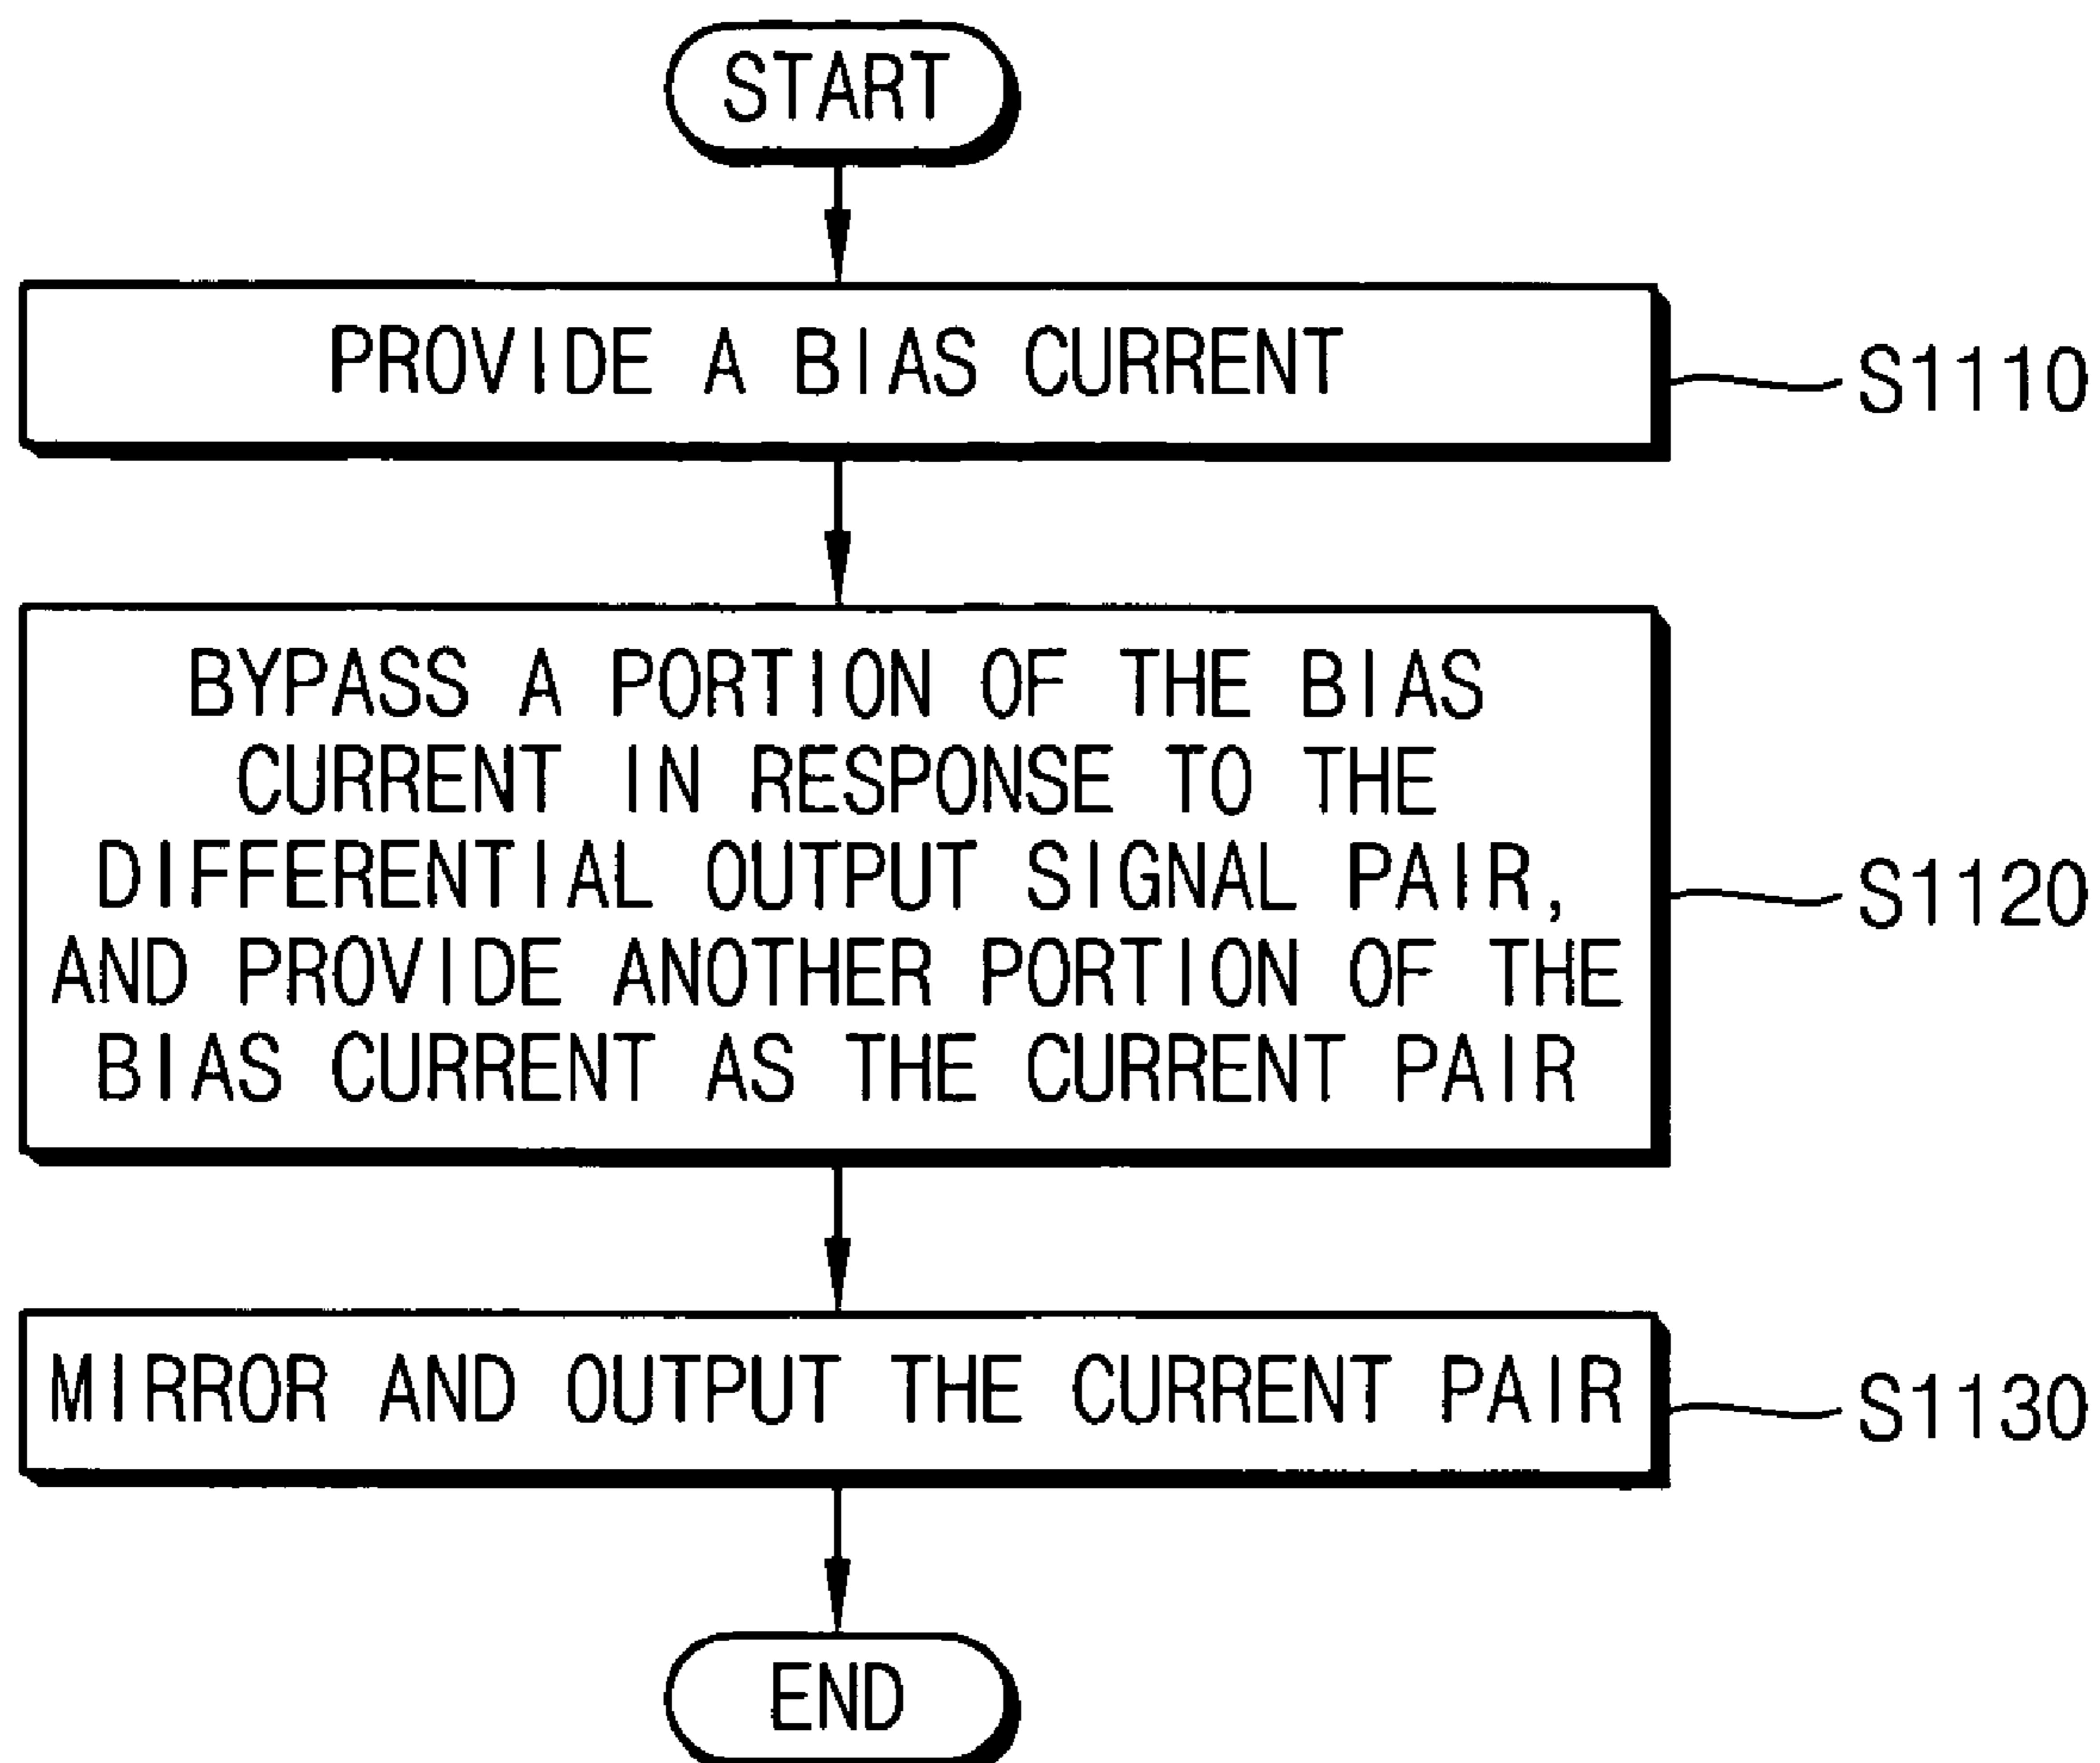 START
PROVIDE A BIAS CURRENT
S1110
BYPASS A PORTION OF THE BIAS
CURRENT IN RESPONSE TO THE
DIFFERENTIAL OUTPUT SIGNAL PAIR,
AND PROVIDE ANOTHER PORTION OF THE
BIAS CURRENT AS THE CURRENT PAIR
S1120
MIRROR AND OUTPUT THE CURRENT PAIR
S1130
END